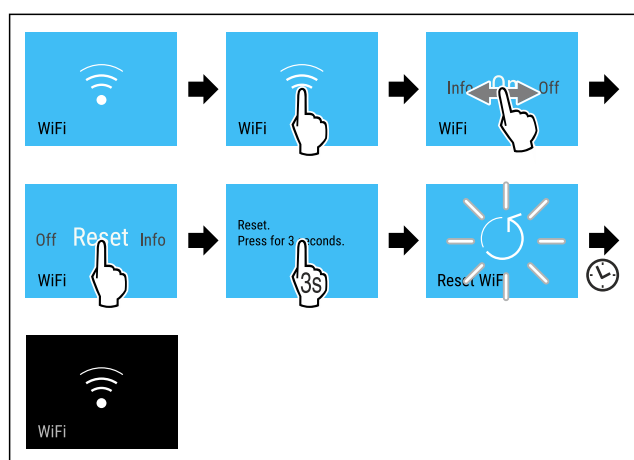 WiFi
WiFi
Info On Off
WiFi
Off Reset Info
WiFi
Reset.
Press for 3 seconds.
3s
Reset WiFi
WiFi